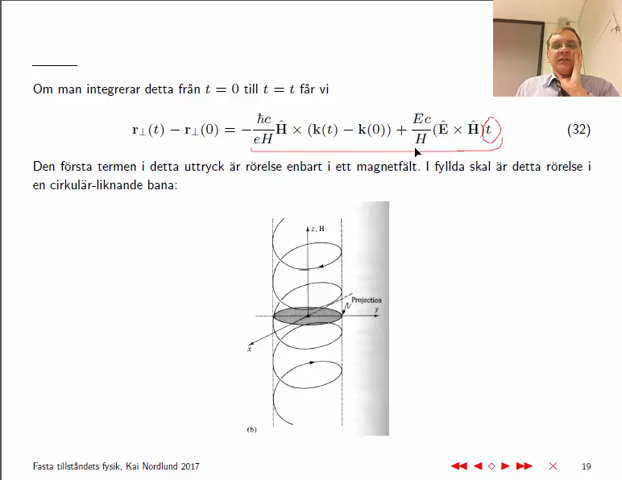 Om man integrerar detta från t = 0 till t = t får vi
r⊥(t) − r⊥(0) = −ħc/eH Ĥ × (k(t) − k(0)) + Ec/H (Ê × Ĥ)t (32)
Den första termen i detta uttryck är rörelse enbart i ett magnetfält. I fyllda skal är detta rörelse i
en cirkulär-liknande bana:
z, H
Projection
y
x
(b)
Fasta tillståndets fysik, Kai Nordlund 2017 19